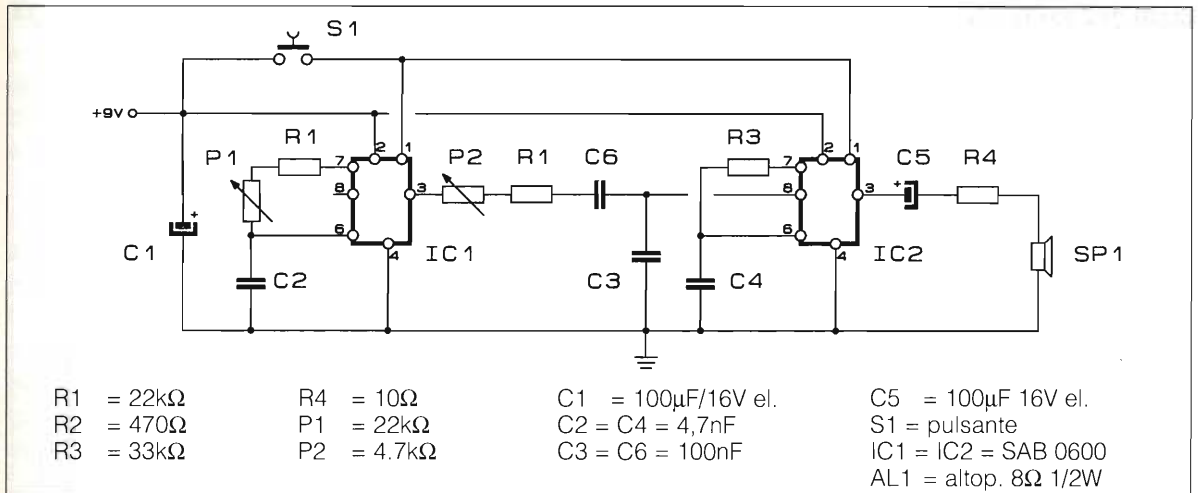 S1
+9V
P1
R1
7
2
1
8
3
6
4
IC1
P2
R1
C6
R3
7
2
1
8
3
6
4
IC2
C5
R4
+
C1
+
C2
C3
C4
SP1
R1 = 22kΩ
R2 = 470Ω
R3 = 33kΩ
R4 = 10Ω
P1 = 22kΩ
P2 = 4.7kΩ
C1 = 100µF/16V el.
C2 = C4 = 4,7nF
C3 = C6 = 100nF
C5 = 100µF 16V el.
S1 = pulsante
IC1 = IC2 = SAB 0600
AL1 = altop. 8Ω 1/2W